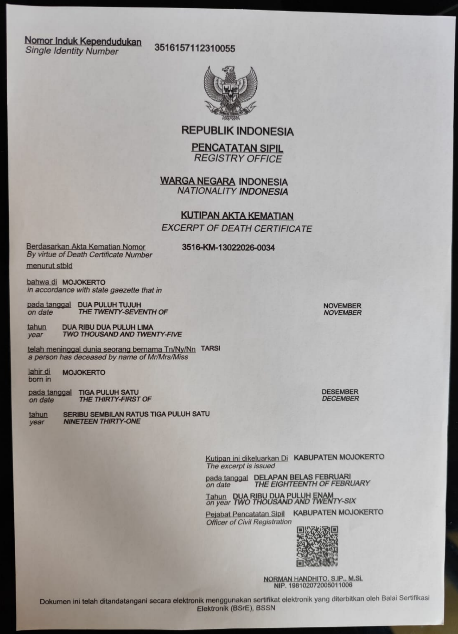 Nomor Induk Kependudukan 3516157112310055
Single Identity Number
REPUBLIK INDONESIA
PENCATATAN SIPIL
REGISTRY OFFICE
WARGA NEGARA INDONESIA
NATIONALITY INDONESIA
KUTIPAN AKTA KEMATIAN
EXCERPT OF DEATH CERTIFICATE
Berdasarkan Akta Kematian Nomor 3516-KM-13022026-0034
By virtue of Death Certificate Number
menurut stbld
bahwa di MOJOKERTO
in accordance with state gaezette that in
pada tanggal DUA PULUH TUJUH NOVEMBER
on date THE TWENTY-SEVENTH OF NOVEMBER
tahun DUA RIBU DUA PULUH LIMA
year TWO THOUSAND AND TWENTY-FIVE
telah meninggal dunia seorang bernama Tn/Ny/Nn TARSI
a person has deceased by name of Mr/Mrs/Miss
lahir di MOJOKERTO
born in
pada tanggal TIGA PULUH SATU DESEMBER
on date THE THIRTY-FIRST OF DECEMBER
tahun SERIBU SEMBILAN RATUS TIGA PULUH SATU
year NINETEEN THIRTY-ONE
Kutipan ini dikeluarkan Di KABUPATEN MOJOKERTO
The excerpt is issued
pada tanggal DELAPAN BELAS FEBRUARI
on date THE EIGHTEENTH OF FEBRUARY
Tahun DUA RIBU DUA PULUH ENAM
on year TWO THOUSAND AND TWENTY-SIX
Pejabat Pencatatan Sipil KABUPATEN MOJOKERTO
Officer of Civil Registration
NORMAN HANDHITO, S.IP., M.SI.
NIP. 198102072005011006
Dokumen ini telah ditandatangani secara elektronik menggunakan sertifikat elektronik yang diterbitkan oleh Balai Sertifikasi
Elektronik (BSrE), BSSN